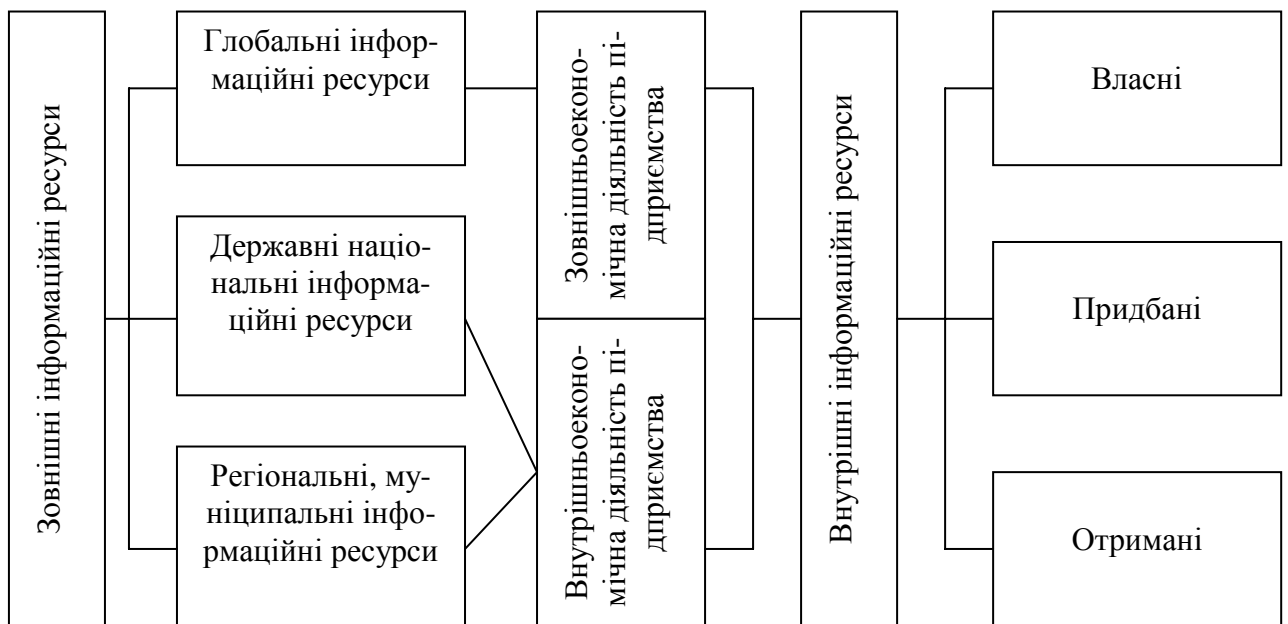 Зовнішні інформаційні ресурси
Глобальні інфор-
маційні ресурси
Державні націо-
нальні інформа-
ційні ресурси
Регіональні, му-
ніципальні інфо-
рмаційні ресурси
Зовнішньоеконо-
мічна діяльність пі-
дприємства
Внутрішньоеконо-
мічна діяльність пі-
дприємства
Внутрішні інформаційні ресурси
Власні
Придбані
Отримані